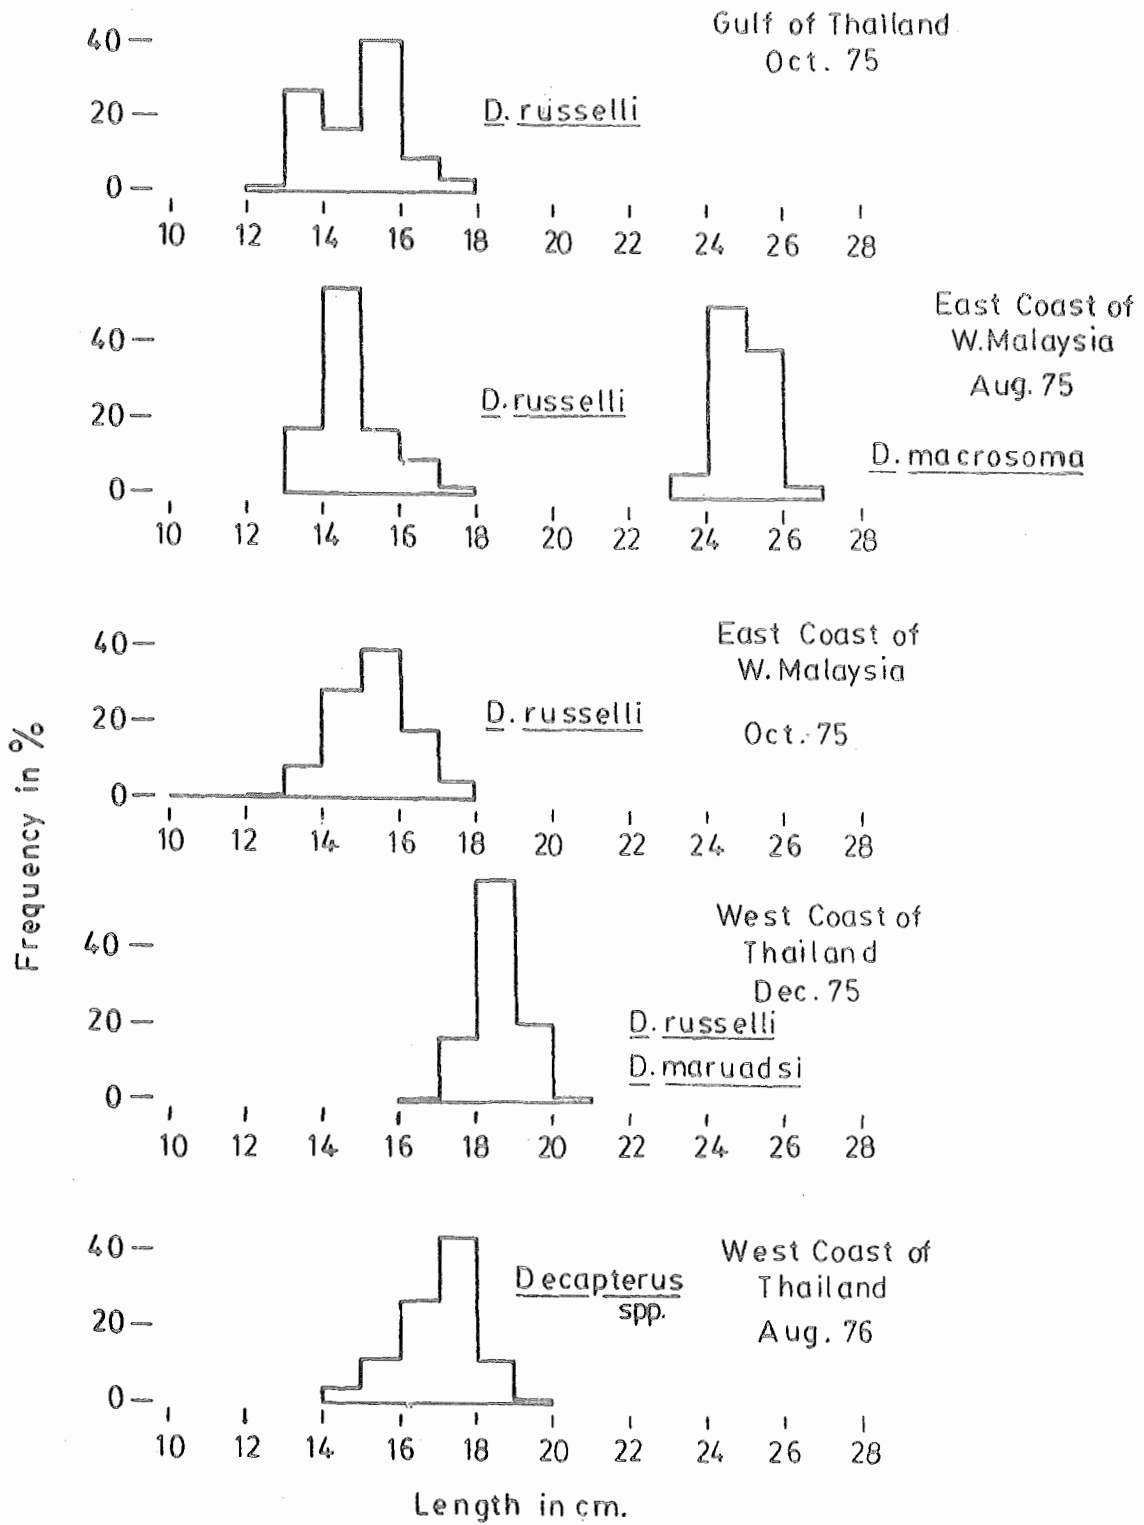 Gulf of Thailand
Oct. 75
40
20
0
D. russelli
10 12 14 16 18 20 22 24 26 28
East Coast of
W.Malaysia
Aug. 75
40
20
0
D. russelli
D. macrosoma
10 12 14 16 18 20 22 24 26 28
East Coast of
W. Malaysia
Oct. 75
40
20
0
D. russelli
10 12 14 16 18 20 22 24 26 28
Frequency in %
West Coast of
Thailand
Dec. 75
40
20
0
D. russelli
D. maruadsi
10 12 14 16 18 20 22 24 26 28
West Coast of
Thailand
Aug. 76
40
20
0
Decapterus
spp.
10 12 14 16 18 20 22 24 26 28
Length in cm.